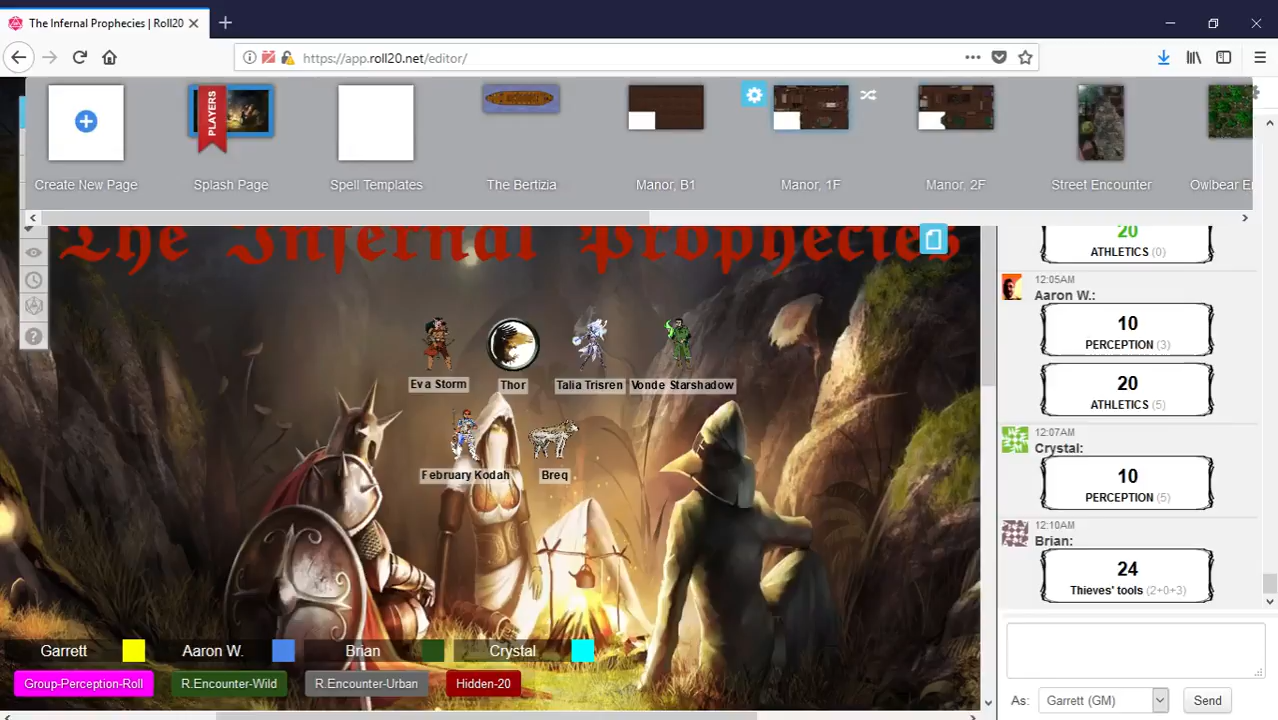 The Infernal Prophecies | Roll20
https://app.roll20.net/editor/
PLAYERS
Create New Page
Splash Page
Spell Templates
The Bertizia
Manor, B1
Manor, 1F
Manor, 2F
Street Encounter
Owlbear En
The Infernal Prophecies
Eva Storm
Thor
Talia Trisren
Vonde Starshadow
February Kodah
Breq
20
ATHLETICS (0)
12:05AM
Aaron W.:
10
PERCEPTION (3)
20
ATHLETICS (5)
12:07AM
Crystal:
10
PERCEPTION (5)
12:10AM
Brian:
24
Thieves' tools (2+0+3)
Garrett
Aaron W.
Brian
Crystal
Group-Perception-Roll
R.Encounter-Wild
R.Encounter-Urban
Hidden-20
As:
Garrett (GM)
Send